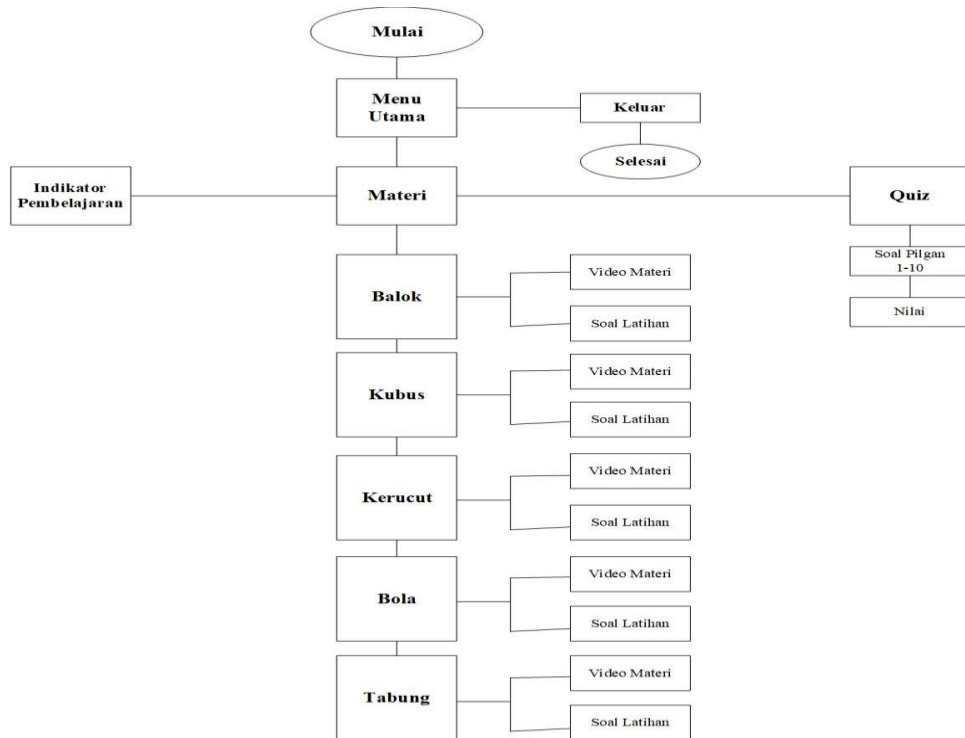 Mulai
Menu
Utama
Keluar
Selesai
Indikator
Pembelajaran
Materi
Quiz
Soal Pilgan
1-10
Nilai
Balok
Video Materi
Soal Latihan
Kubus
Video Materi
Soal Latihan
Kerucut
Video Materi
Soal Latihan
Bola
Video Materi
Soal Latihan
Tabung
Video Materi
Soal Latihan